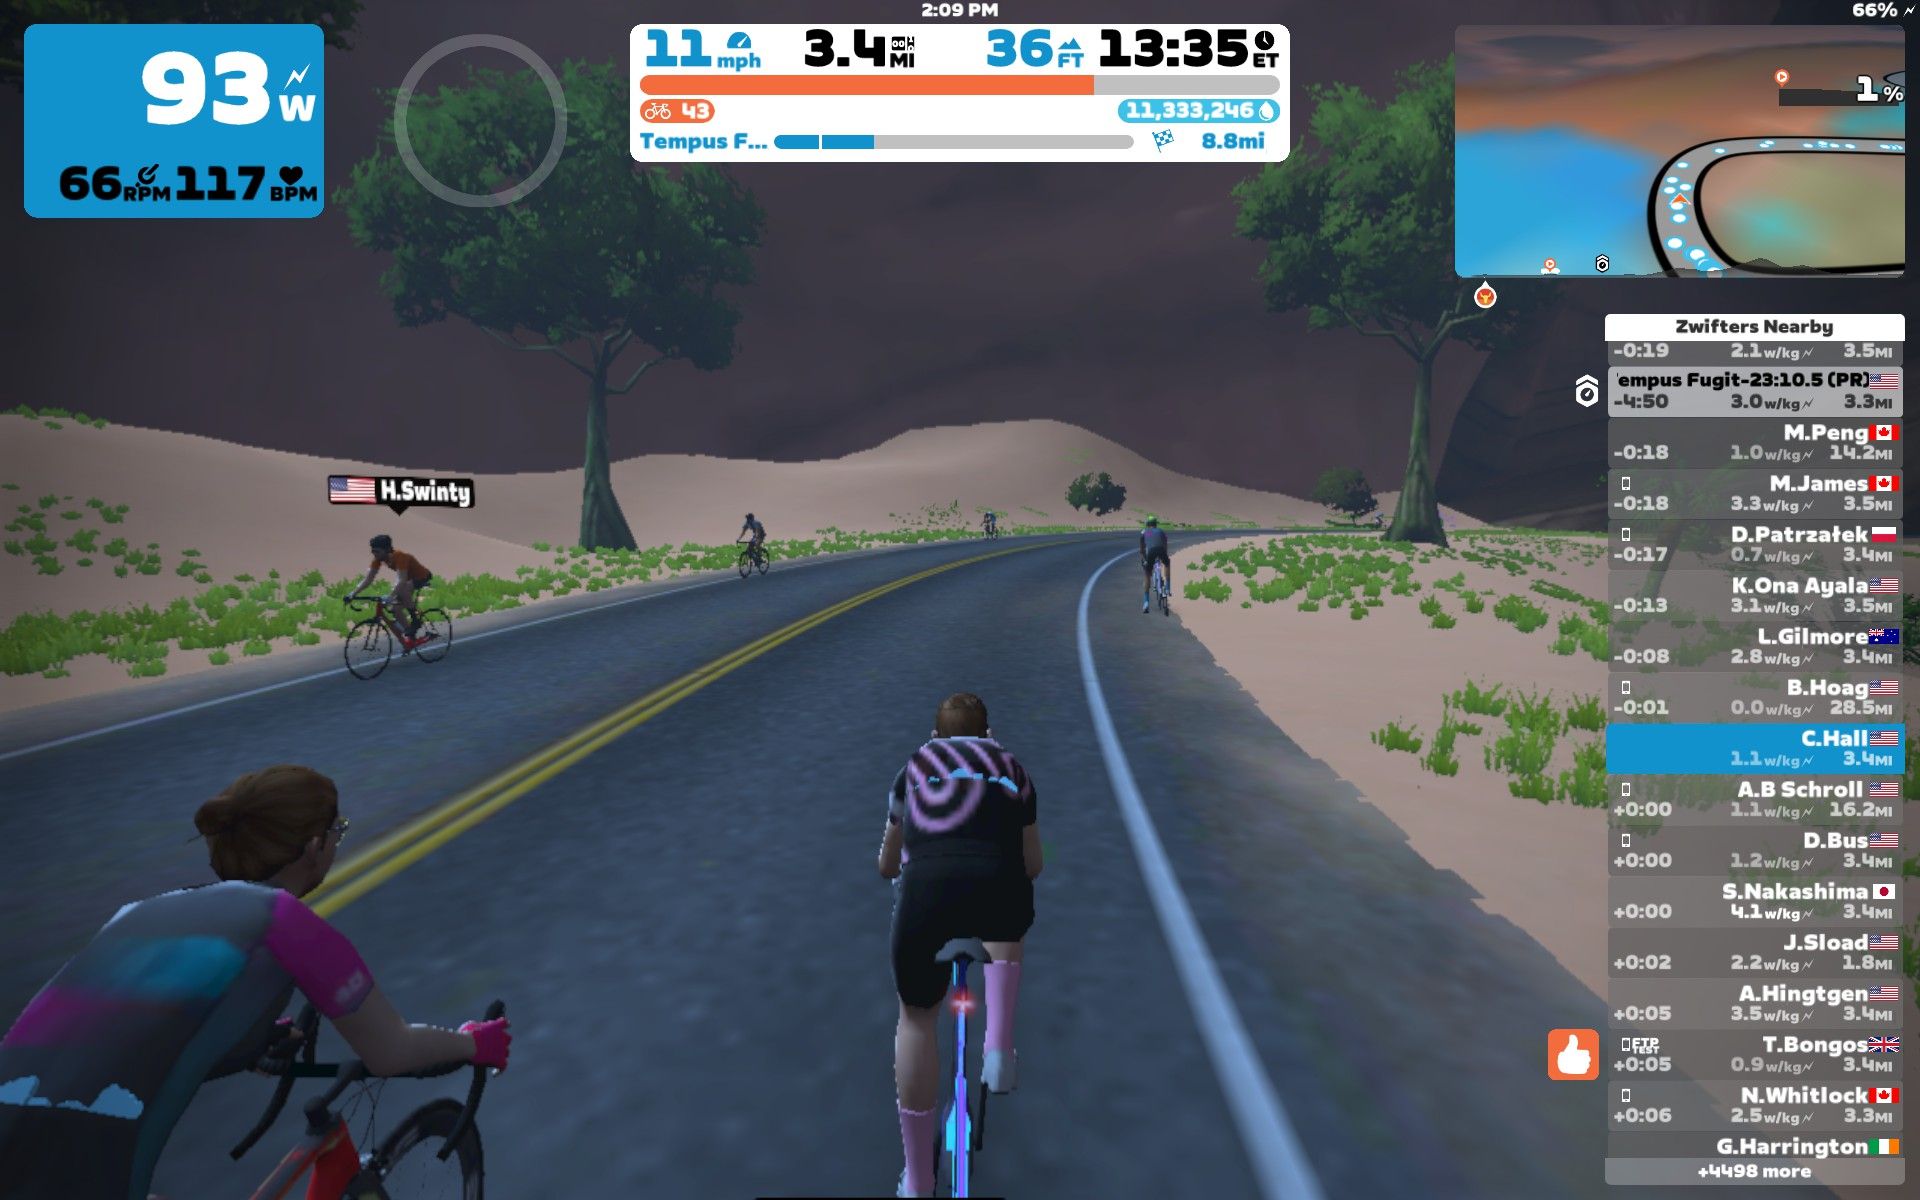 2:09 PM
66%
93 W
66 RPM 117 BPM
11 mph 3.4 MI 36 FT 13:35 ET
43 11,333,246
Tempus F... 8.8mi
1%
H.Swinty
Zwifters Nearby
-0:19 2.1w/kg 3.5MI
empus Fugit-23:10.5 (PR)
-4:50 3.0w/kg 3.3MI
M.Peng
-0:18 1.0w/kg 14.2MI
M.James
-0:18 3.3w/kg 3.5MI
D.Patrzałek
-0:17 0.7w/kg 3.4MI
K.Ona Ayala
-0:13 3.1w/kg 3.5MI
L.Gilmore
-0:08 2.8w/kg 3.4MI
B.Hoag
-0:01 0.0w/kg 28.5MI
C.Hall
1.1w/kg 3.4MI
A.B Schroll
+0:00 1.1w/kg 16.2MI
D.Bus
+0:00 1.2w/kg 3.4MI
S.Nakashima
+0:00 4.1w/kg 3.4MI
J.Sload
+0:02 2.2w/kg 1.8MI
A.Hingtgen
+0:05 3.5w/kg 3.4MI
FTP TEST T.Bongos
+0:05 0.9w/kg 3.4MI
N.Whitlock
+0:06 2.5w/kg 3.3MI
G.Harrington
+4498 more